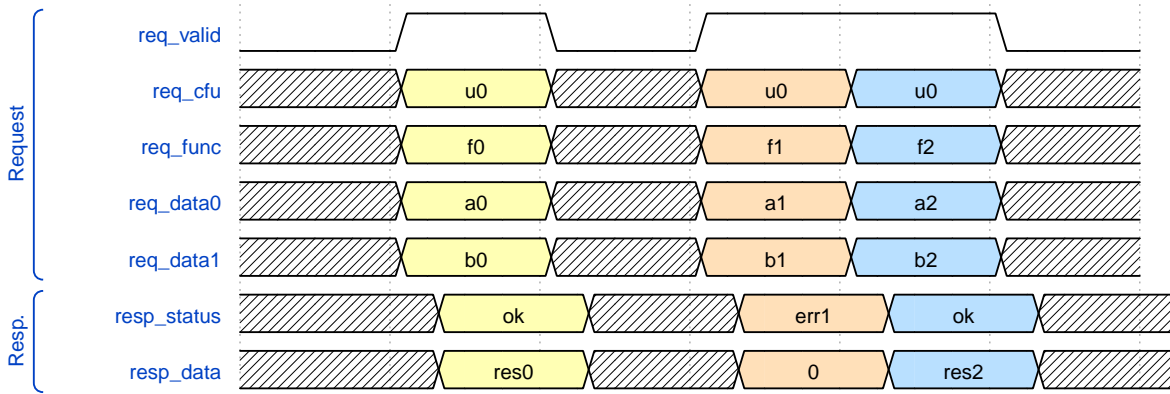 Request
req_valid
req_cfu u0 u0 u0
req_func f0 f1 f2
req_data0 a0 a1 a2
req_data1 b0 b1 b2
Resp.
resp_status ok err1 ok
resp_data res0 0 res2